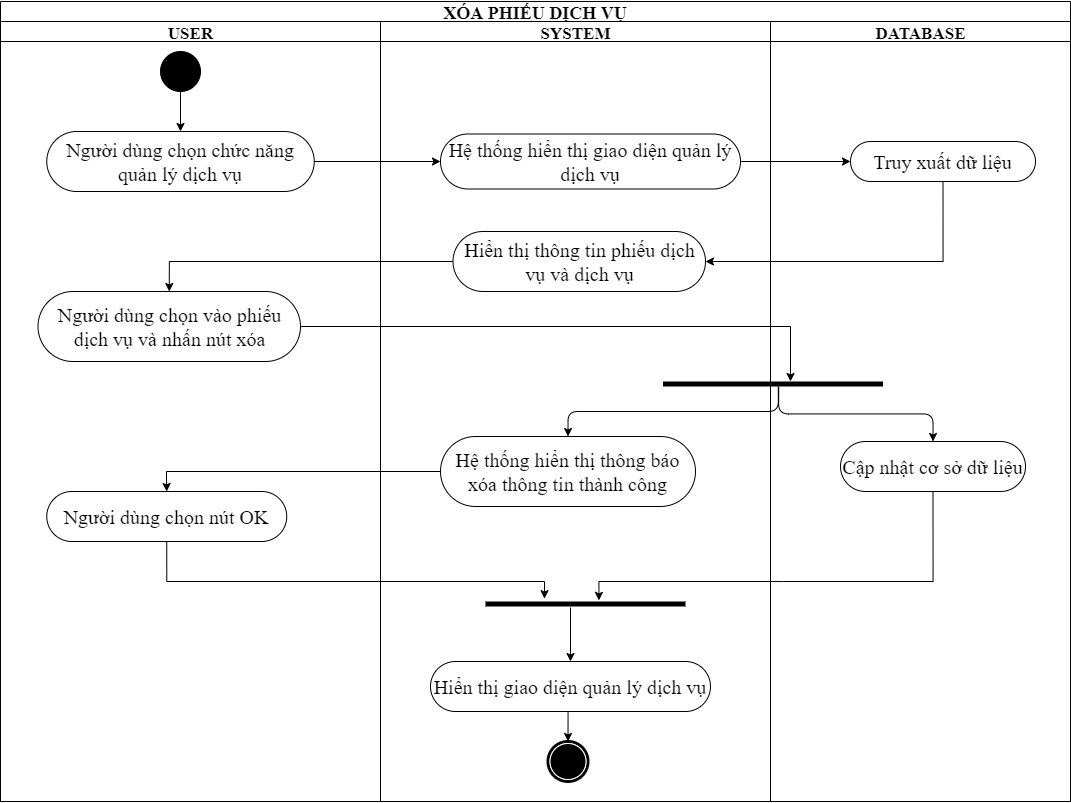 XÓA PHIẾU DỊCH VỤ
USER
SYSTEM
DATABASE
Người dùng chọn chức năng
quản lý dịch vụ
Hệ thống hiển thị giao diện quản lý
dịch vụ
Truy xuất dữ liệu
Hiển thị thông tin phiếu dịch
vụ và dịch vụ
Người dùng chọn vào phiếu
dịch vụ và nhấn nút xóa
Hệ thống hiển thị thông báo
xóa thông tin thành công
Cập nhật cơ sở dữ liệu
Người dùng chọn nút OK
Hiển thị giao diện quản lý dịch vụ